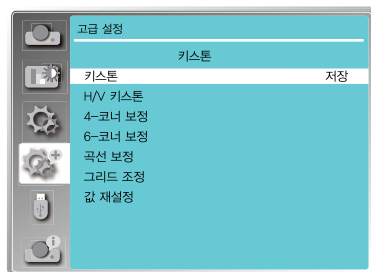 고급 설정
키스톤
키스톤 저장
H/V 키스톤
4-코너 보정
6-코너 보정
곡선 보정
그리드 조정
값 재설정